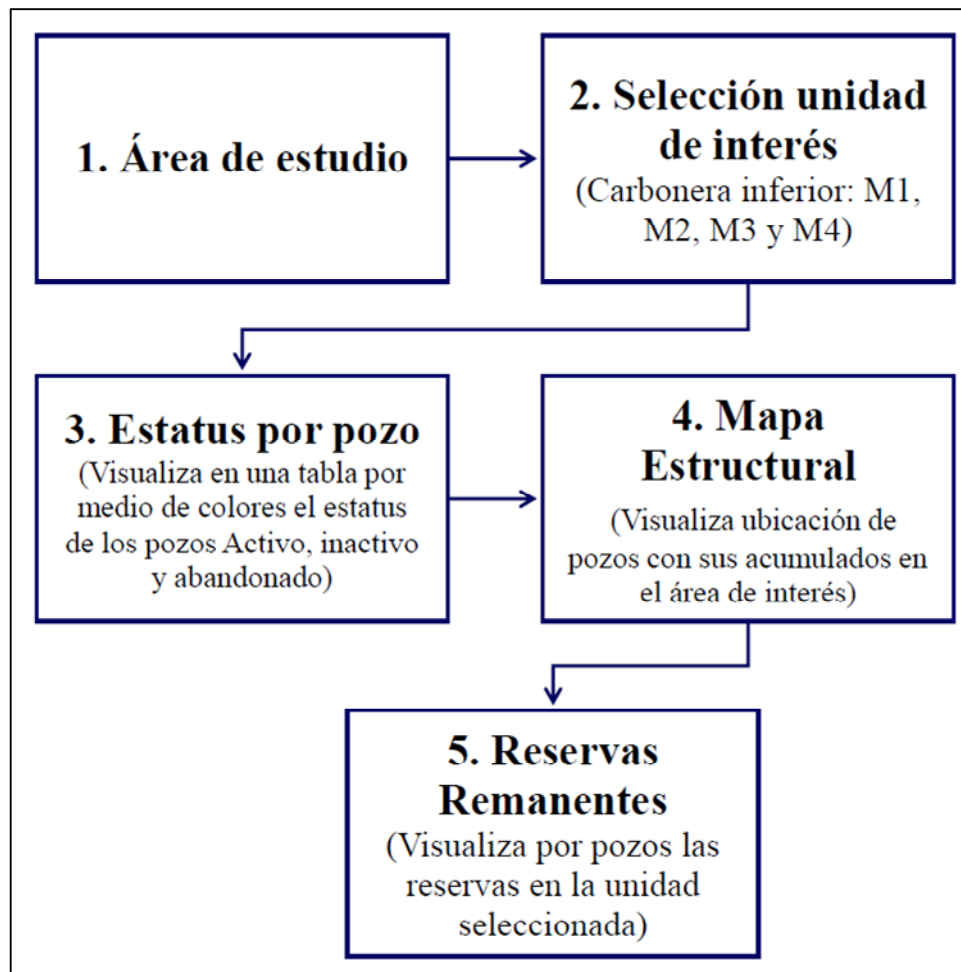 1. Área de estudio
2. Selección unidad
de interés
(Carbonera inferior: M1,
M2, M3 y M4)
3. Estatus por pozo
(Visualiza en una tabla por
medio de colores el estatus
de los pozos Activo, inactivo
y abandonado)
4. Mapa
Estructural
(Visualiza ubicación de
pozos con sus acumulados en
el área de interés)
5. Reservas
Remanentes
(Visualiza por pozos las
reservas en la unidad
seleccionada)